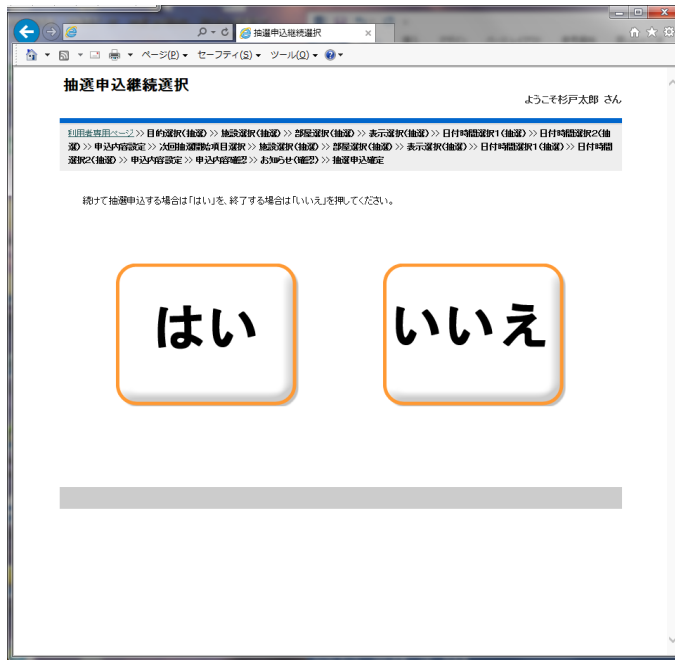 抽選申込継続選択
ページ(P) セーフティ(S) ツール(O)
抽選申込継続選択
ようこそ杉戸太郎 さん
利用者専用ページ >> 目的選択(抽選) >> 施設選択(抽選) >> 部屋選択(抽選) >> 表示選択(抽選) >> 日付時間選択1(抽選) >> 日付時間選択2(抽
選) >> 申込内容設定 >> 次回抽選開始項目選択 >> 施設選択(抽選) >> 部屋選択(抽選) >> 表示選択(抽選) >> 日付時間選択1(抽選) >> 日付時間
選択2(抽選) >> 申込内容設定 >> 申込内容確認 >> お知らせ(確認) >> 抽選申込確定
続けて抽選申込する場合は「はい」を、終了する場合は「いいえ」を押してください。
はい
いいえ